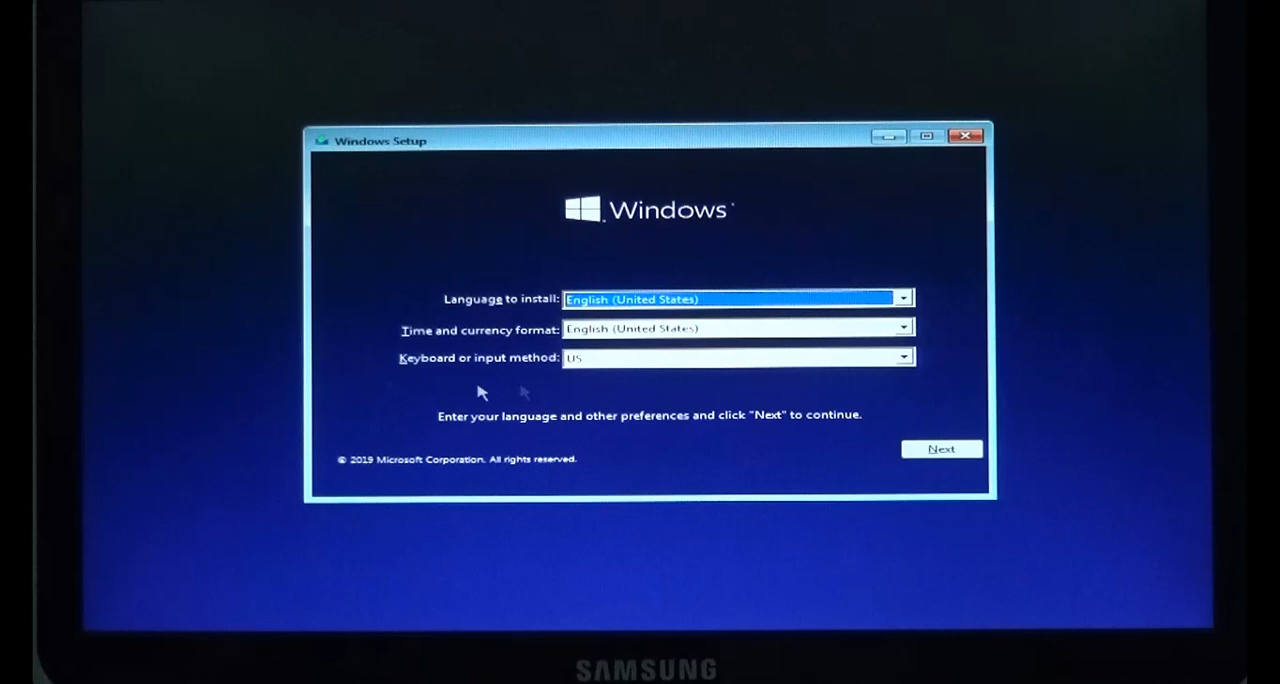 Windows Setup
Windows
Language to install: English (United States)
Time and currency format: English (United States)
Keyboard or input method: US
Enter your language and other preferences and click "Next" to continue.
© 2019 Microsoft Corporation. All rights reserved.
Next
SAMSUNG